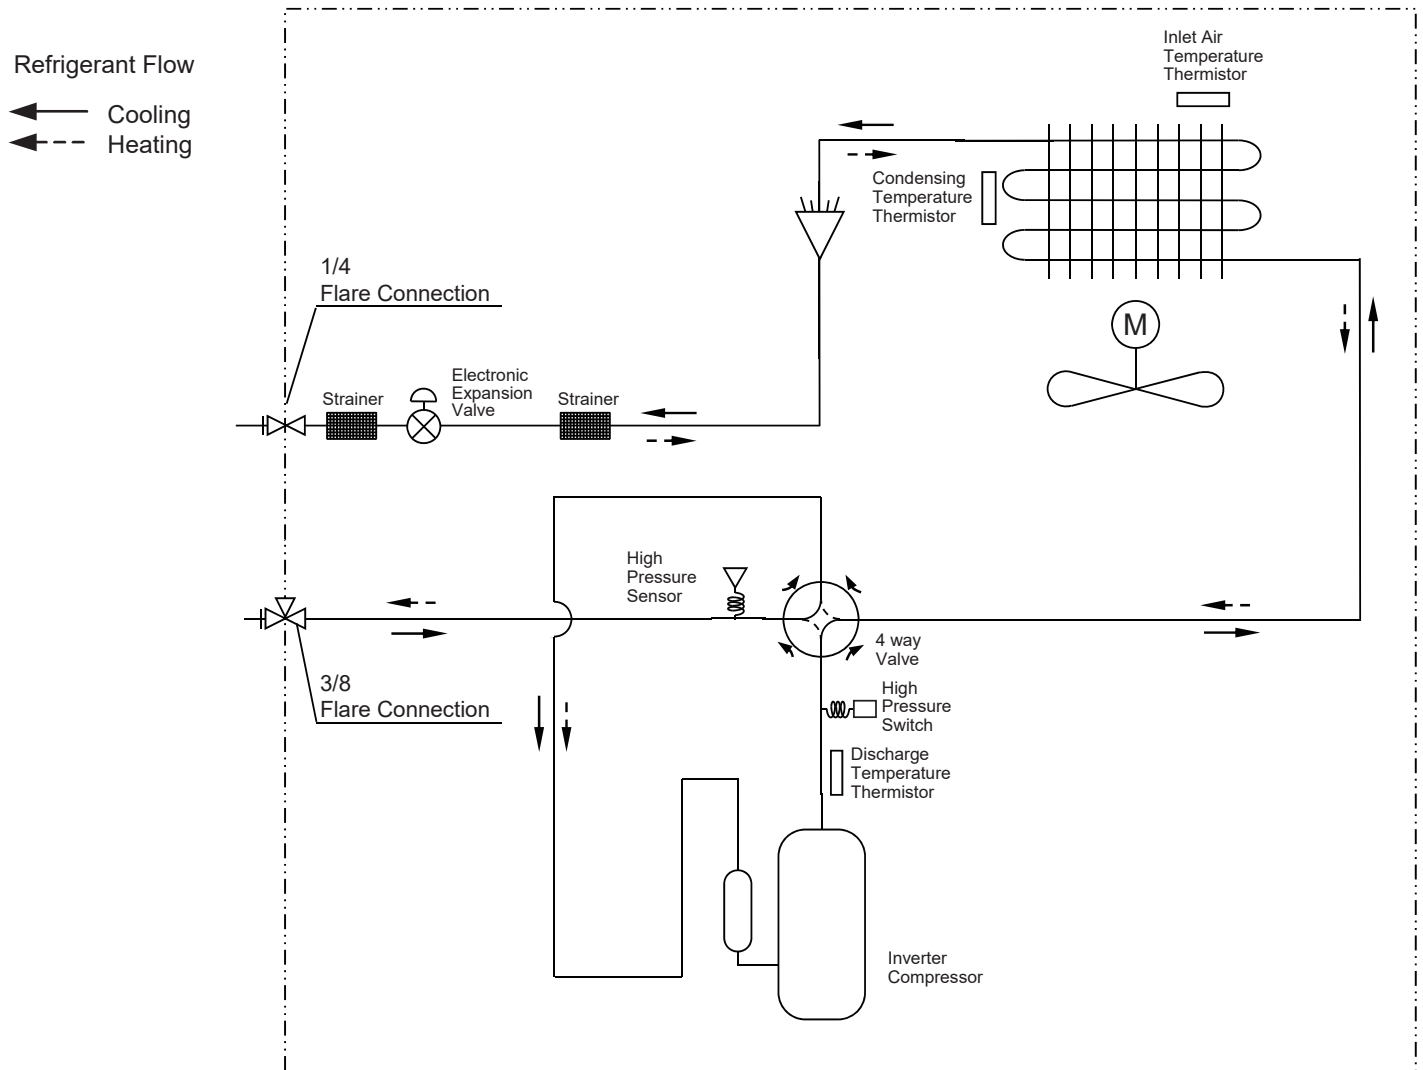 Refrigerant Flow
Cooling
Heating
Inlet Air
Temperature
Thermistor
Condensing
Temperature
Thermistor
M
1/4
Flare Connection
Strainer
Electronic
Expansion
Valve
Strainer
High
Pressure
Sensor
4 way
Valve
3/8
Flare Connection
High
Pressure
Switch
Discharge
Temperature
Thermistor
Inverter
Compressor